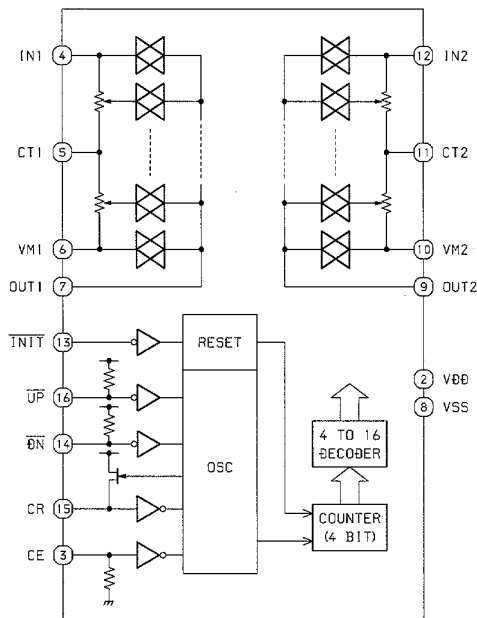 IN1 4
12 IN2
CT1 5
11 CT2
VM1 6
10 VM2
OUT1 7
9 OUT2
INIT 13
RESET
UP 16
2 VDD
8 VSS
DN 14
OSC
4 TO 16
DECODER
CR 15
COUNTER
(4 BIT)
CE 3